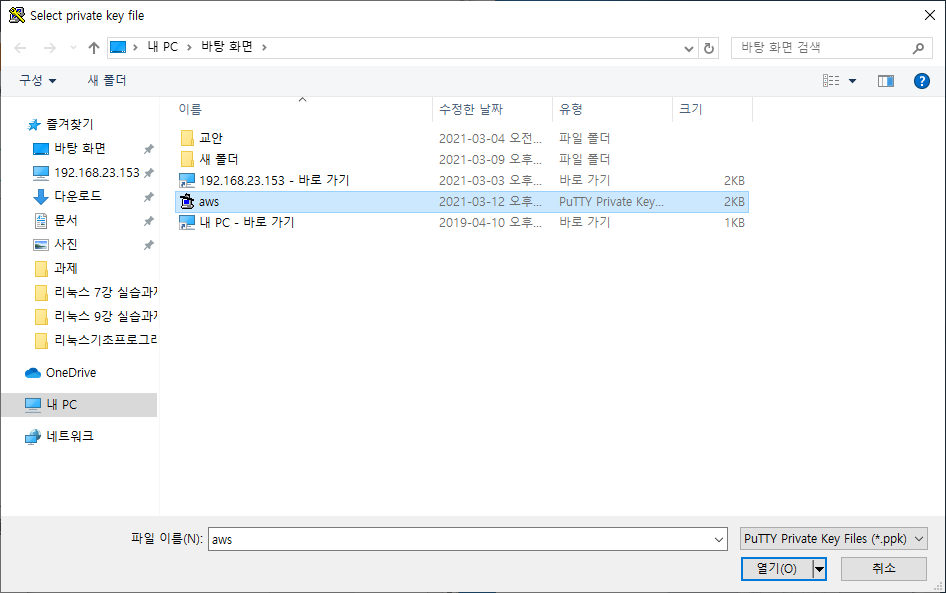 Select private key file
내 PC > 바탕 화면 >
바탕 화면 검색
구성
새 폴더
즐겨찾기
바탕 화면
192.168.23.153
다운로드
문서
사진
과제
리눅스 7강 실습과제
리눅스 9강 실습과제
리눅스기초프로그라
OneDrive
내 PC
네트워크
이름 수정한 날짜 유형 크기
교안 2021-03-04 오전... 파일 폴더
새 폴더 2021-03-09 오후... 파일 폴더
192.168.23.153 - 바로 가기 2021-03-03 오후... 바로 가기 2KB
aws 2021-03-12 오후... PuTTY Private Key... 2KB
내 PC - 바로 가기 2019-04-10 오후... 바로 가기 1KB
파일 이름(N): aws
PuTTY Private Key Files (*.ppk)
열기(O)
취소